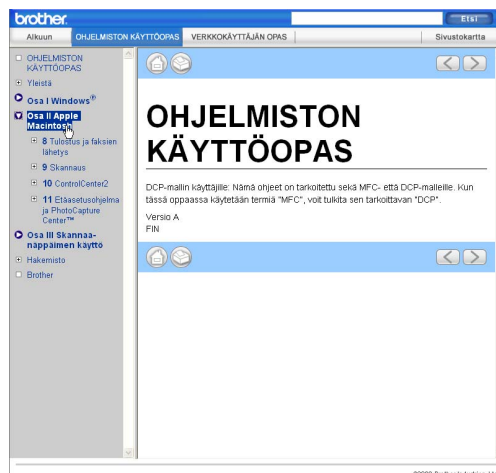 brother
Etsi
Alkuun
OHJELMISTON KÄYTTÖOPAS
VERKKOKÄYTTÄJÄN OPAS
Sivustokartta
OHJELMISTON
KÄYTTÖOPAS
Yleistä
Osa I Windows®
Osa II Apple
Macintosh
8 Tulostus ja faksien
lähetys
9 Skannaus
10 ControlCenter2
11 Etäasetusohjelma
ja PhotoCapture
Center™
Osa III Skannaa-
näppäimen käyttö
Hakemisto
Brother
OHJELMISTON
KÄYTTÖOPAS
DCP-mallin käyttäjille: Nämä ohjeet on tarkoitettu sekä MFC- että DCP-malleille. Kun
tässä oppaassa käytetään termiä "MFC", voit tulkita sen tarkoittavan "DCP".
Versio A
FIN